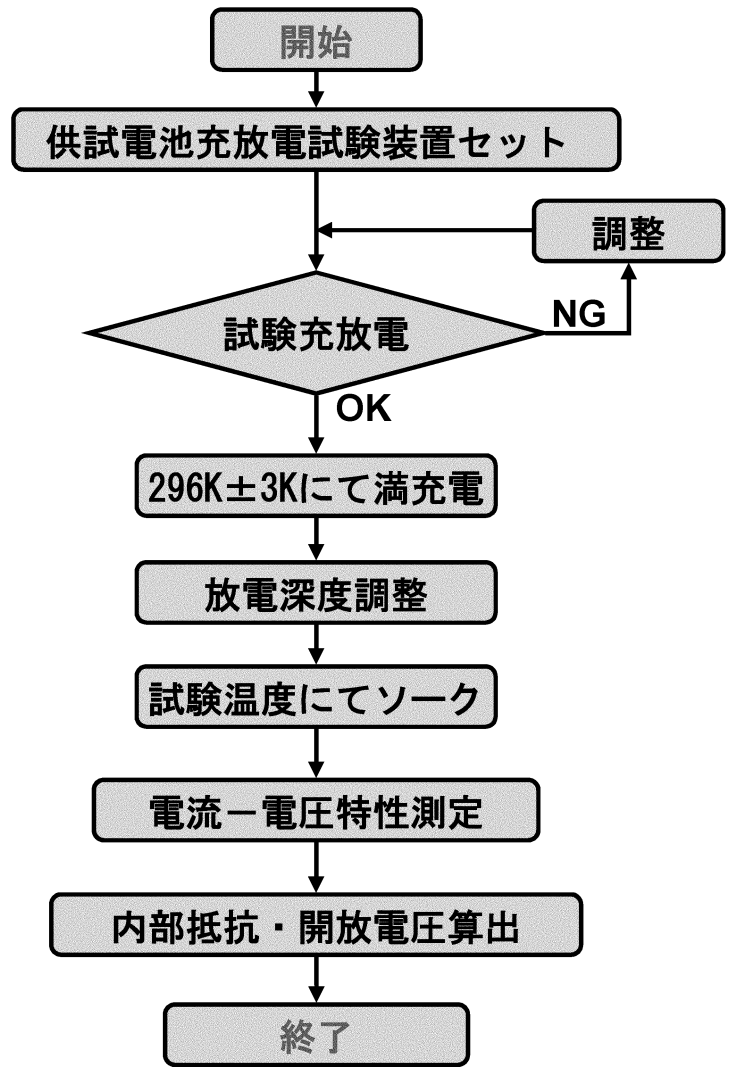 開始
供試電池充放電試験装置セット
調整
試験充放電
NG
OK
296K±3Kにて満充電
放電深度調整
試験温度にてソーク
電流－電圧特性測定
内部抵抗・開放電圧算出
終了